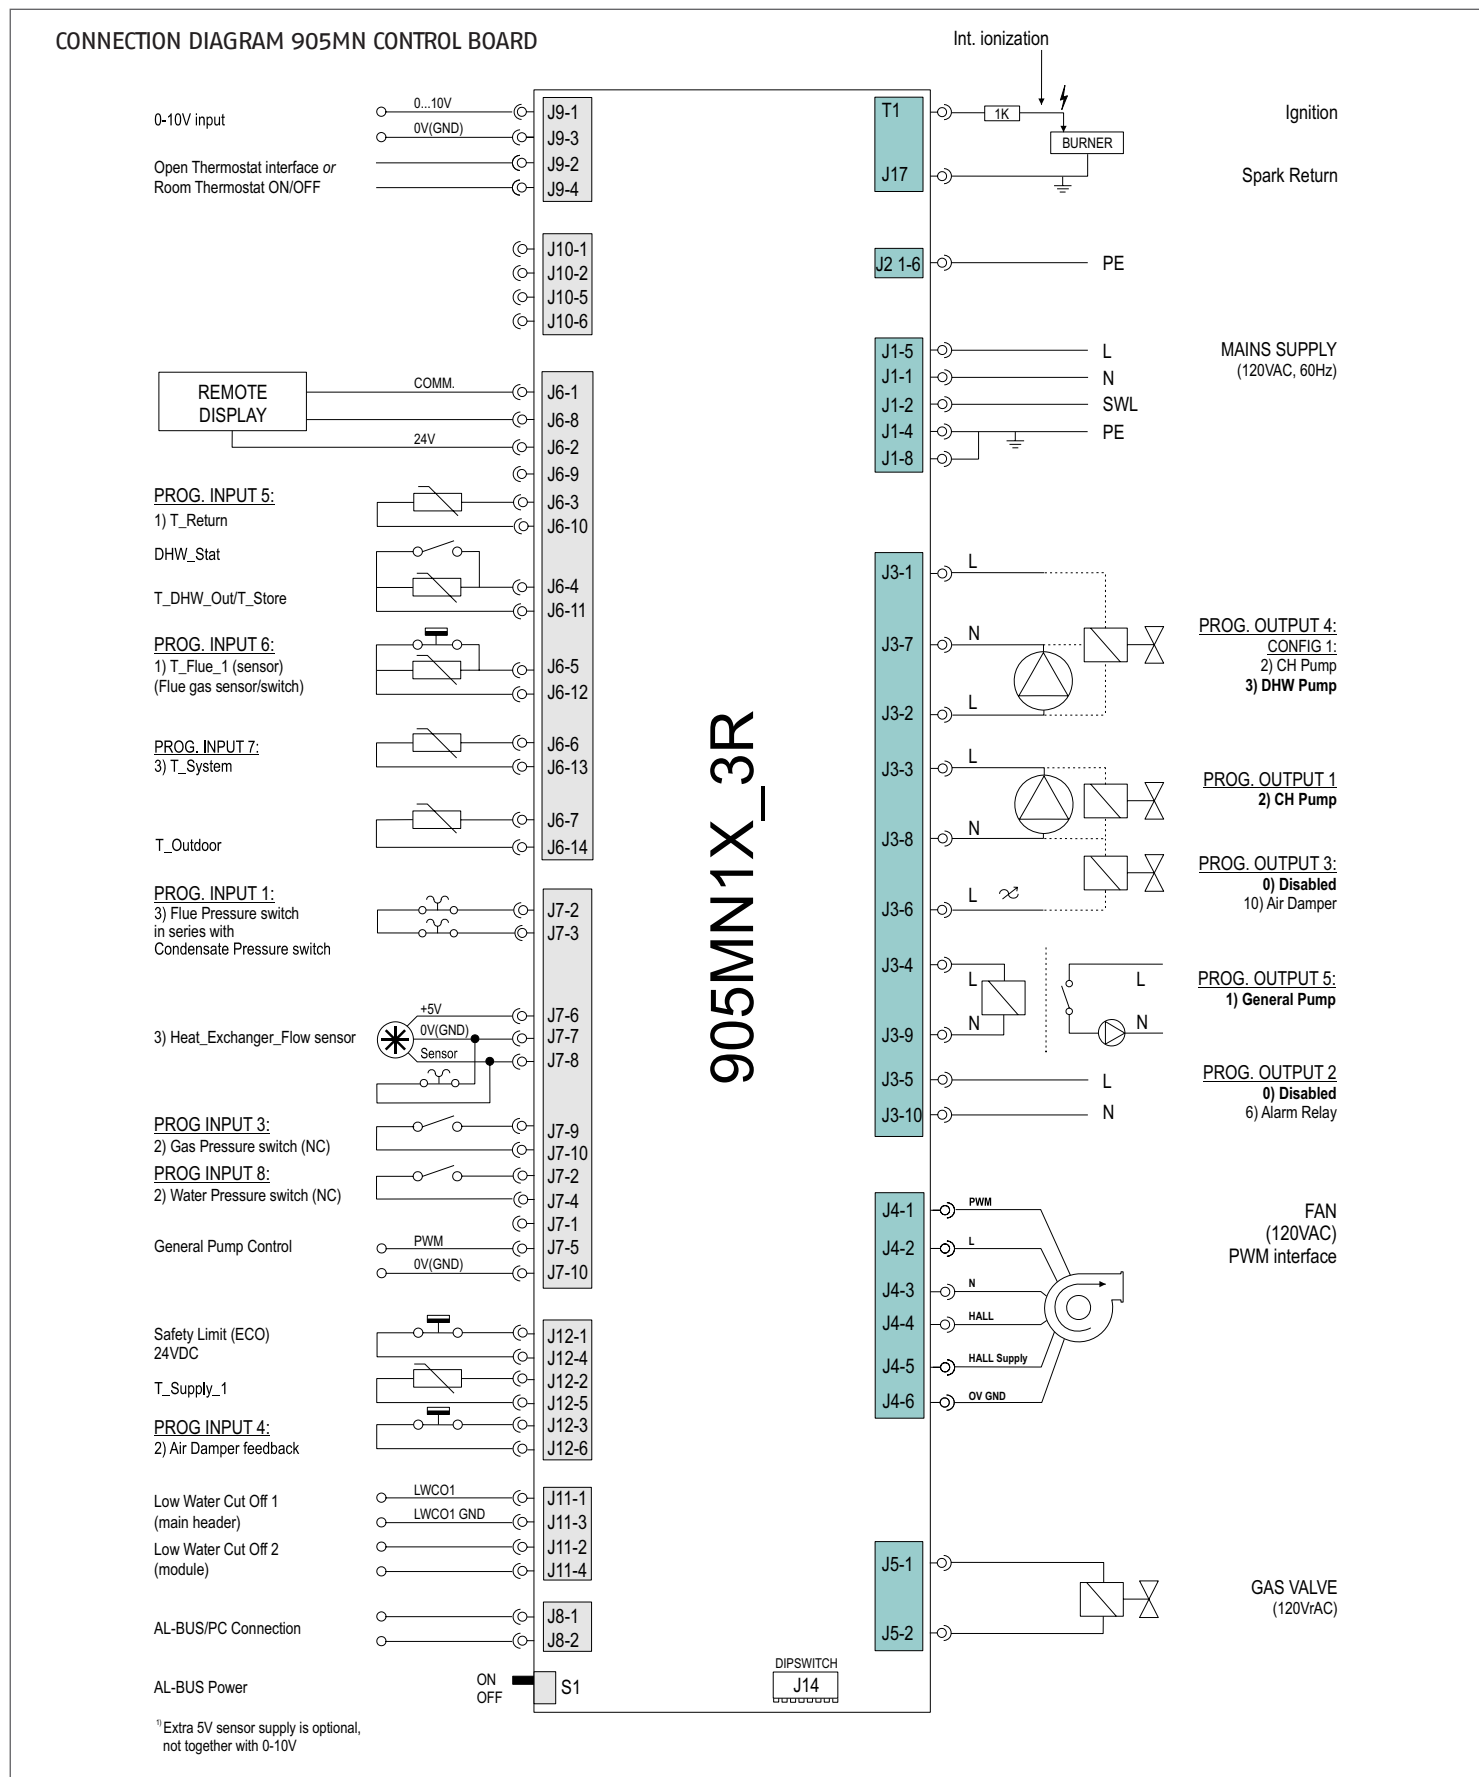 CONNECTION DIAGRAM 905MN CONTROL BOARD
Int. ionization
0-10V input
0...10V
0V(GND)
J9-1
J9-3
Open Thermostat interface or
Room Thermostat ON/OFF
J9-2
J9-4
J10-1
J10-2
J10-5
J10-6
REMOTE
DISPLAY
COMM.
24V
J6-1
J6-8
J6-2
J6-9
PROG. INPUT 5:
1) T_Return
J6-3
J6-10
DHW_Stat
T_DHW_Out/T_Store
J6-4
J6-11
PROG. INPUT 6:
1) T_Flue_1 (sensor)
(Flue gas sensor/switch)
J6-5
J6-12
PROG. INPUT 7:
3) T_System
J6-6
J6-13
T_Outdoor
J6-7
J6-14
PROG. INPUT 1:
3) Flue Pressure switch
in series with
Condensate Pressure switch
J7-2
J7-3
3) Heat_Exchanger_Flow sensor
+5V
0V(GND)
Sensor
J7-6
J7-7
J7-8
PROG INPUT 3:
2) Gas Pressure switch (NC)
J7-9
J7-10
PROG INPUT 8:
2) Water Pressure switch (NC)
J7-2
J7-4
J7-1
General Pump Control
PWM
0V(GND)
J7-5
J7-10
Safety Limit (ECO)
24VDC
J12-1
J12-4
T_Supply_1
J12-2
J12-5
PROG INPUT 4:
2) Air Damper feedback
J12-3
J12-6
Low Water Cut Off 1
(main header)
LWCO1
LWCO1 GND
J11-1
J11-3
Low Water Cut Off 2
(module)
J11-2
J11-4
AL-BUS/PC Connection
J8-1
J8-2
AL-BUS Power
ON
OFF
S1
1) Extra 5V sensor supply is optional,
not together with 0-10V
905MN1X_3R
DIPSWITCH
J14
T1
1K
BURNER
Ignition
J17
Spark Return
J2 1-6
PE
J1-5
J1-1
J1-2
J1-4
J1-8
L
N
SWL
PE
MAINS SUPPLY
(120VAC, 60Hz)
J3-1
L
J3-7
N
J3-2
L
PROG. OUTPUT 4:
CONFIG 1:
2) CH Pump
3) DHW Pump
J3-3
L
J3-8
N
PROG. OUTPUT 1
2) CH Pump
J3-6
L
PROG. OUTPUT 3:
0) Disabled
10) Air Damper
J3-4
L
J3-9
N
L
N
PROG. OUTPUT 5:
1) General Pump
J3-5
L
J3-10
N
PROG. OUTPUT 2
0) Disabled
6) Alarm Relay
J4-1
PWM
J4-2
L
J4-3
N
J4-4
HALL
J4-5
HALL Supply
J4-6
OV GND
FAN
(120VAC)
PWM interface
J5-1
J5-2
GAS VALVE
(120VrAC)